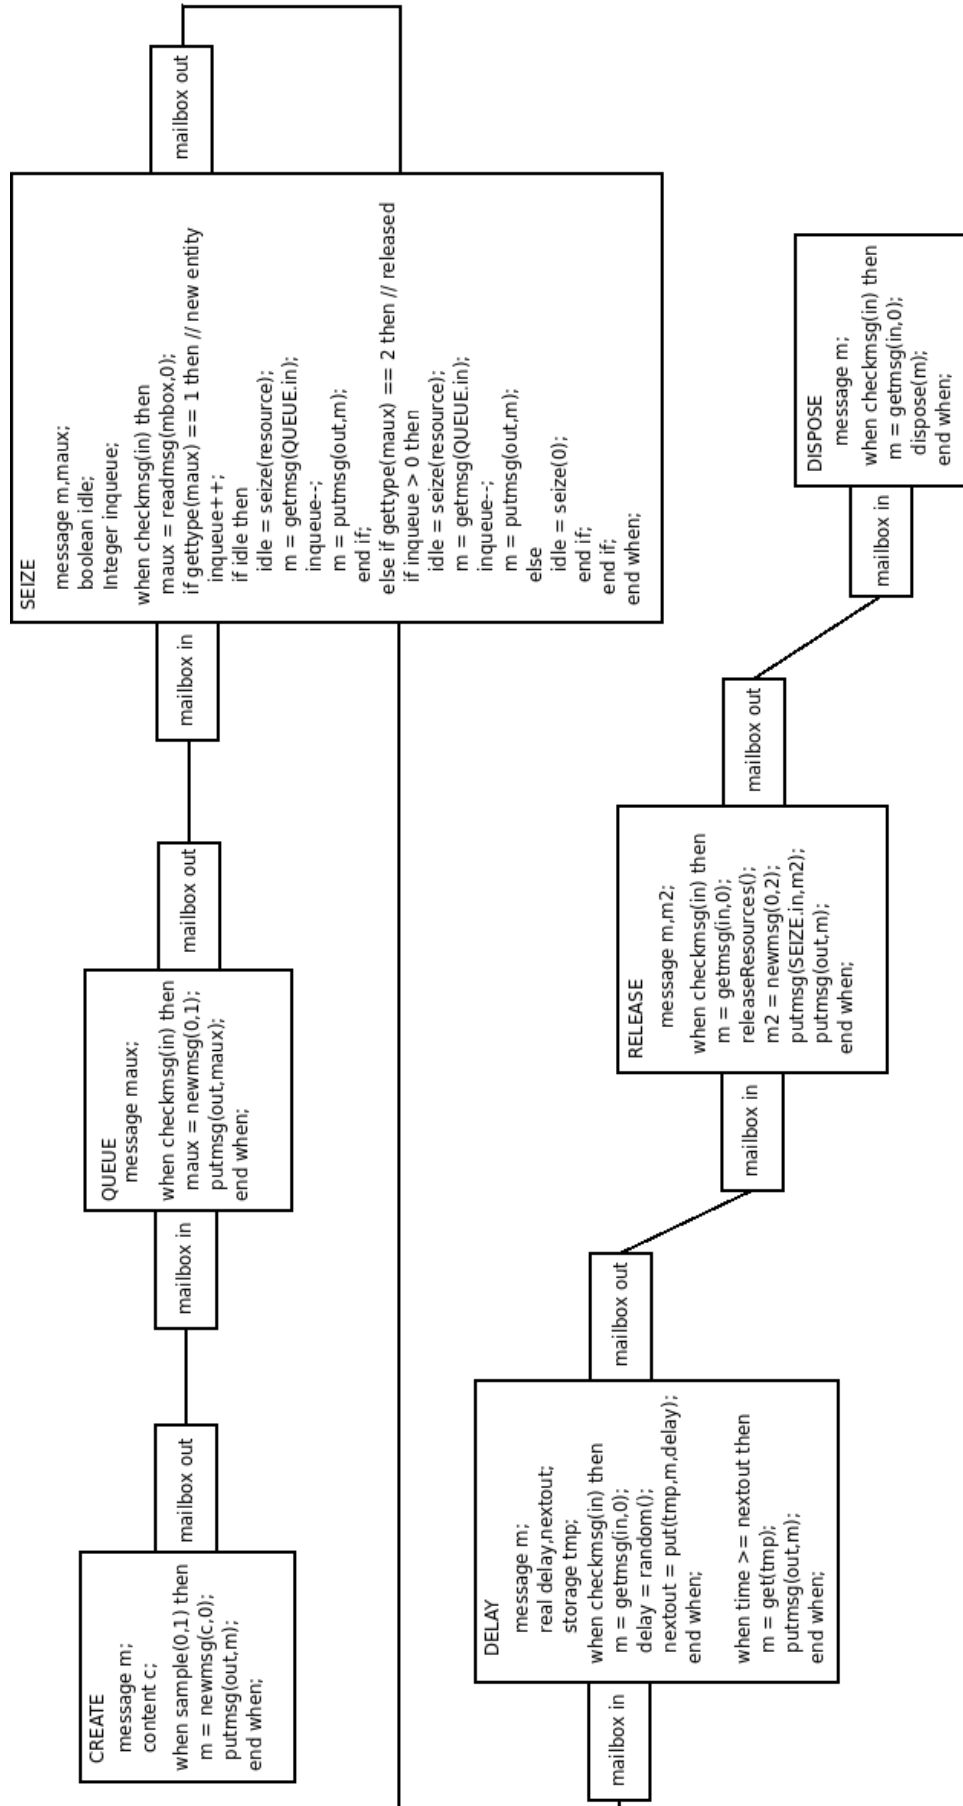 CREATE
message m;
content c;
when sample(0,1) then
m = newmsg(c,0);
putmsg(out,m);
end when;
mailbox out
mailbox in
QUEUE
message maux;
when checkmsg(in) then
maux = newmsg(0,1);
putmsg(out,maux);
end when;
mailbox out
mailbox in
SEIZE
message m,maux;
boolean idle;
Integer inqueue;
when checkmsg(in) then
maux = readmsg(mbox,0);
if gettype(maux) == 1 then // new entity
inqueue++;
if idle then
idle = seize(resource);
m = getmsg(QUEUE.in);
inqueue--;
m = putmsg(out,m);
end if;
else if gettype(maux) == 2 then // released
if inqueue > 0 then
idle = seize(resource);
m = getmsg(QUEUE.in);
inqueue--;
m = putmsg(out,m);
else
idle = seize(0);
end if;
end if;
end when;
mailbox out
mailbox in
DELAY
message m;
real delay,nextout;
storage tmp;
when checkmsg(in) then
m = getmsg(in,0);
delay = random();
nextout = put(tmp,m,delay);
end when;
when time >= nextout then
m = get(tmp);
putmsg(out,m);
end when;
mailbox out
mailbox in
RELEASE
message m,m2;
when checkmsg(in) then
m = getmsg(in,0);
releaseResources();
m2 = newmsg(0,2);
putmsg(SEIZE.in,m2);
putmsg(out,m);
end when;
mailbox out
mailbox in
DISPOSE
message m;
when checkmsg(in) then
m = getmsg(in,0);
dispose(m);
end when;